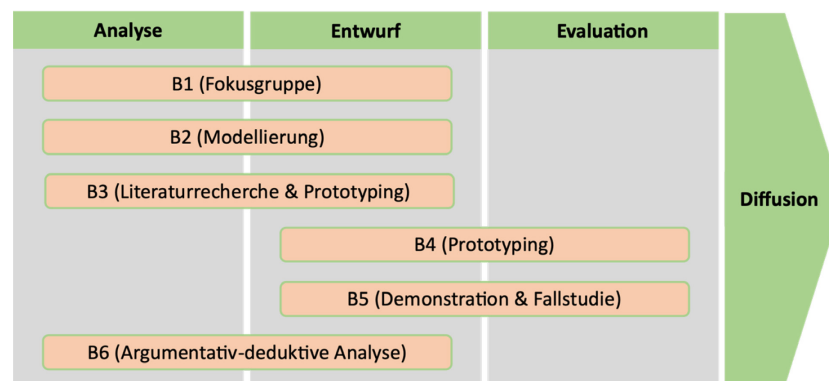 Analyse Entwurf Evaluation
B1 (Fokusgruppe)
B2 (Modellierung)
B3 (Literaturrecherche & Prototyping)
Diffusion
B4 (Prototyping)
B5 (Demonstration & Fallstudie)
B6 (Argumentativ-deduktive Analyse)